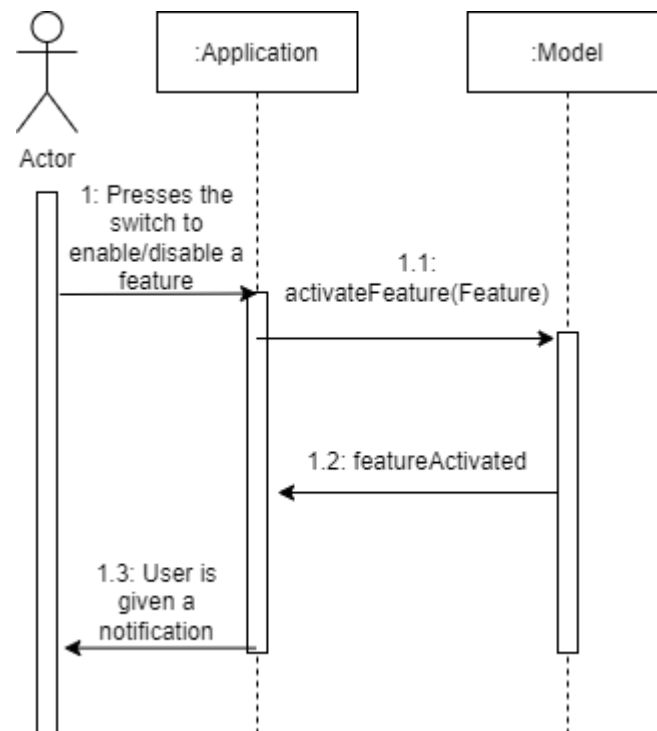 :Application
:Model
Actor
1: Presses the
switch to
enable/disable a
feature
1.1:
activateFeature(Feature)
1.2: featureActivated
1.3: User is
given a
notification